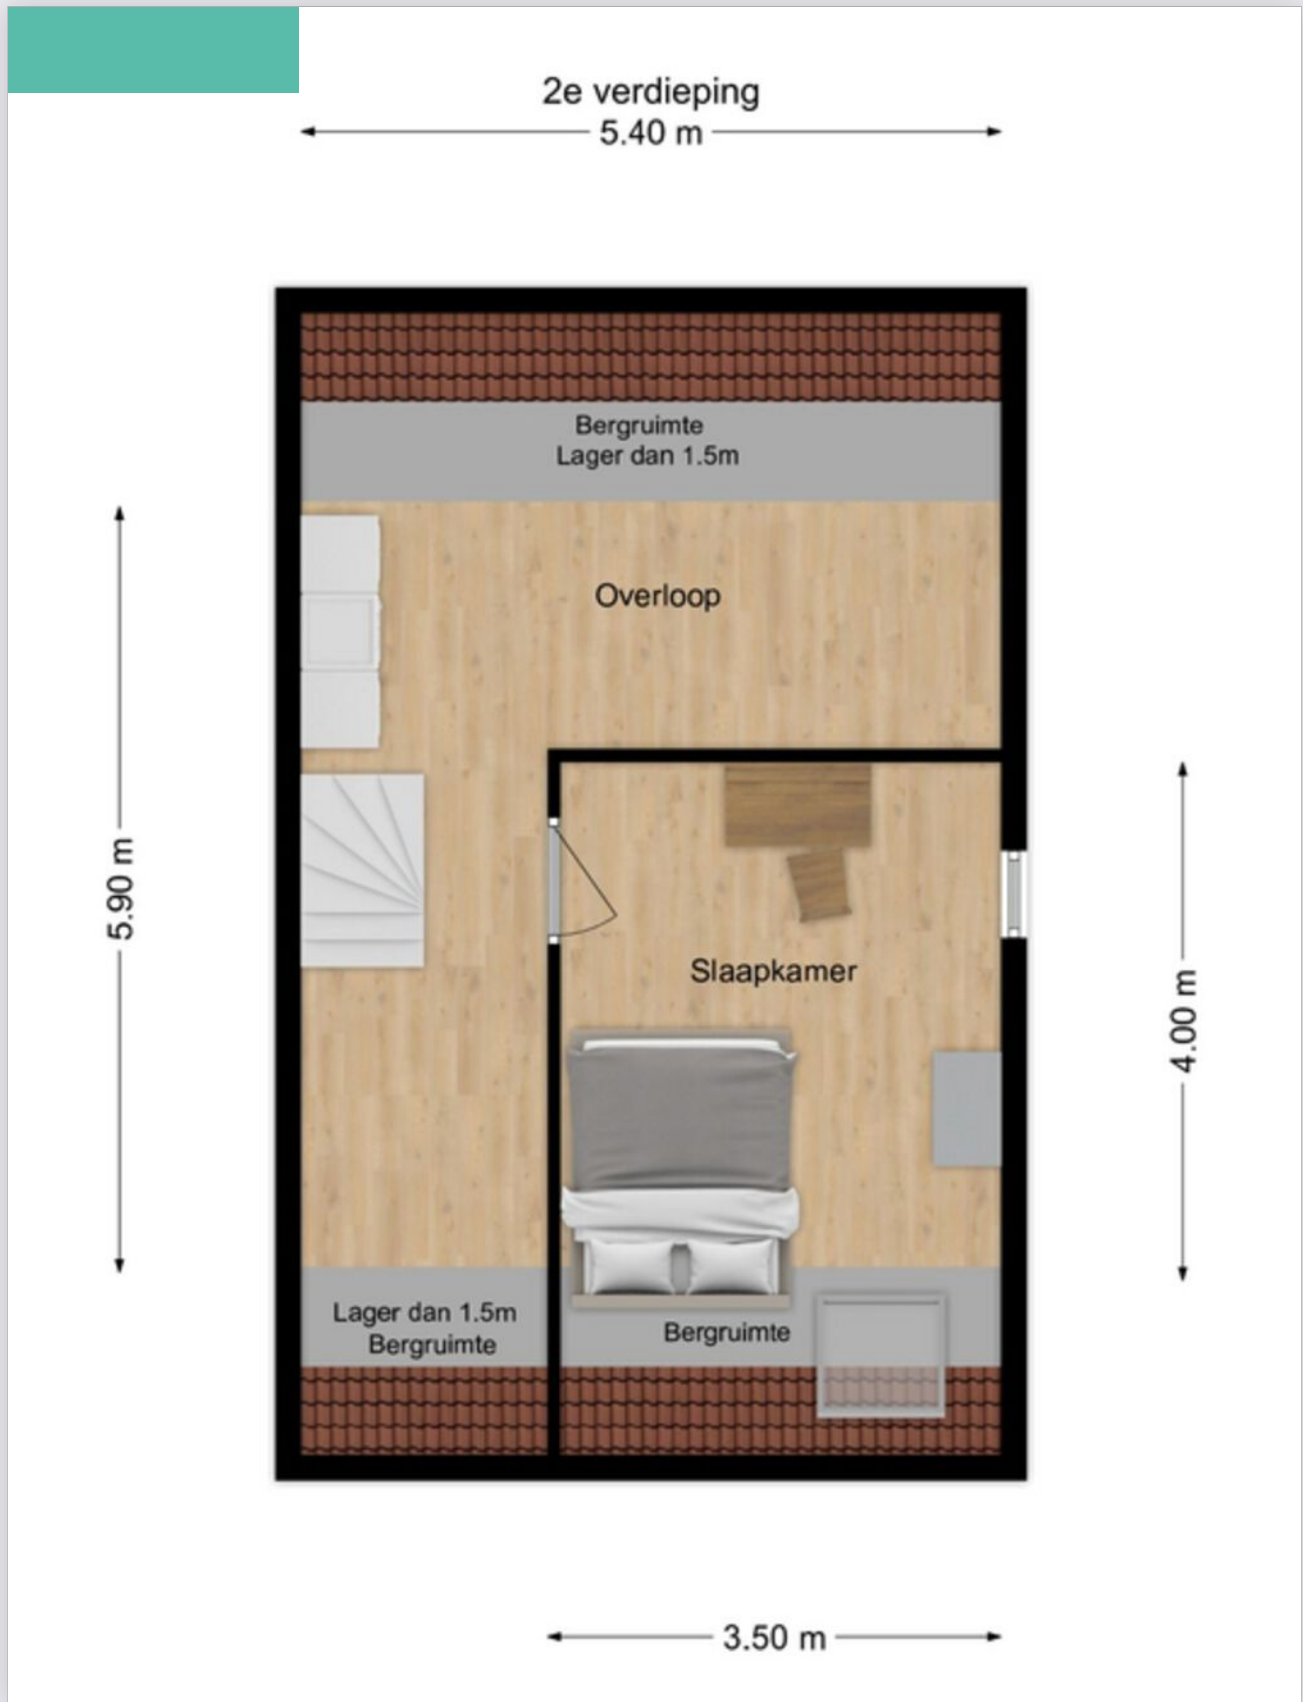 2e verdieping
5.40 m
Bergruimte
Lager dan 1.5m
Overloop
5.90 m
Slaapkamer
4.00 m
Lager dan 1.5m
Bergruimte
Bergruimte
3.50 m